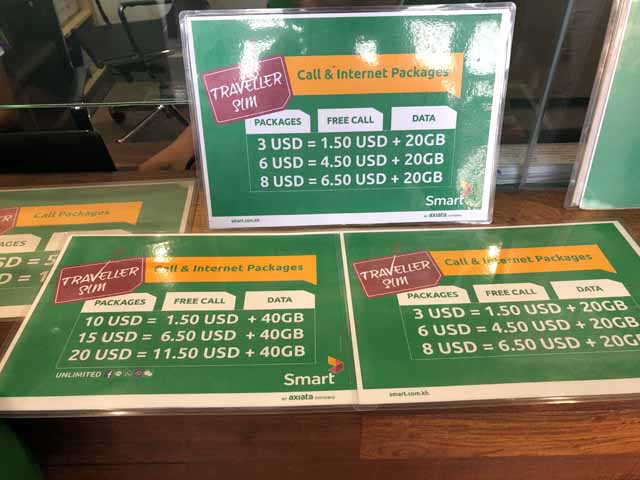 TRAVELLER
SIM
Call & Internet Packages
PACKAGES FREE CALL DATA
3 USD = 1.50 USD + 20GB
6 USD = 4.50 USD + 20GB
8 USD = 6.50 USD + 20GB
Smart
smart.com.kh
an axiata company
Call Packages
TRAVELLER
SIM
Call & Internet Packages
PACKAGES FREE CALL DATA
10 USD = 1.50 USD + 40GB
15 USD = 6.50 USD + 40GB
20 USD = 11.50 USD + 40GB
UNLIMITED
Smart
an axiata company
TRAVELLER
SIM
Call & Internet Packages
PACKAGES FREE CALL DATA
3 USD = 1.50 USD + 20GB
6 USD = 4.50 USD + 20GB
8 USD = 6.50 USD + 20G
smart.com.kh